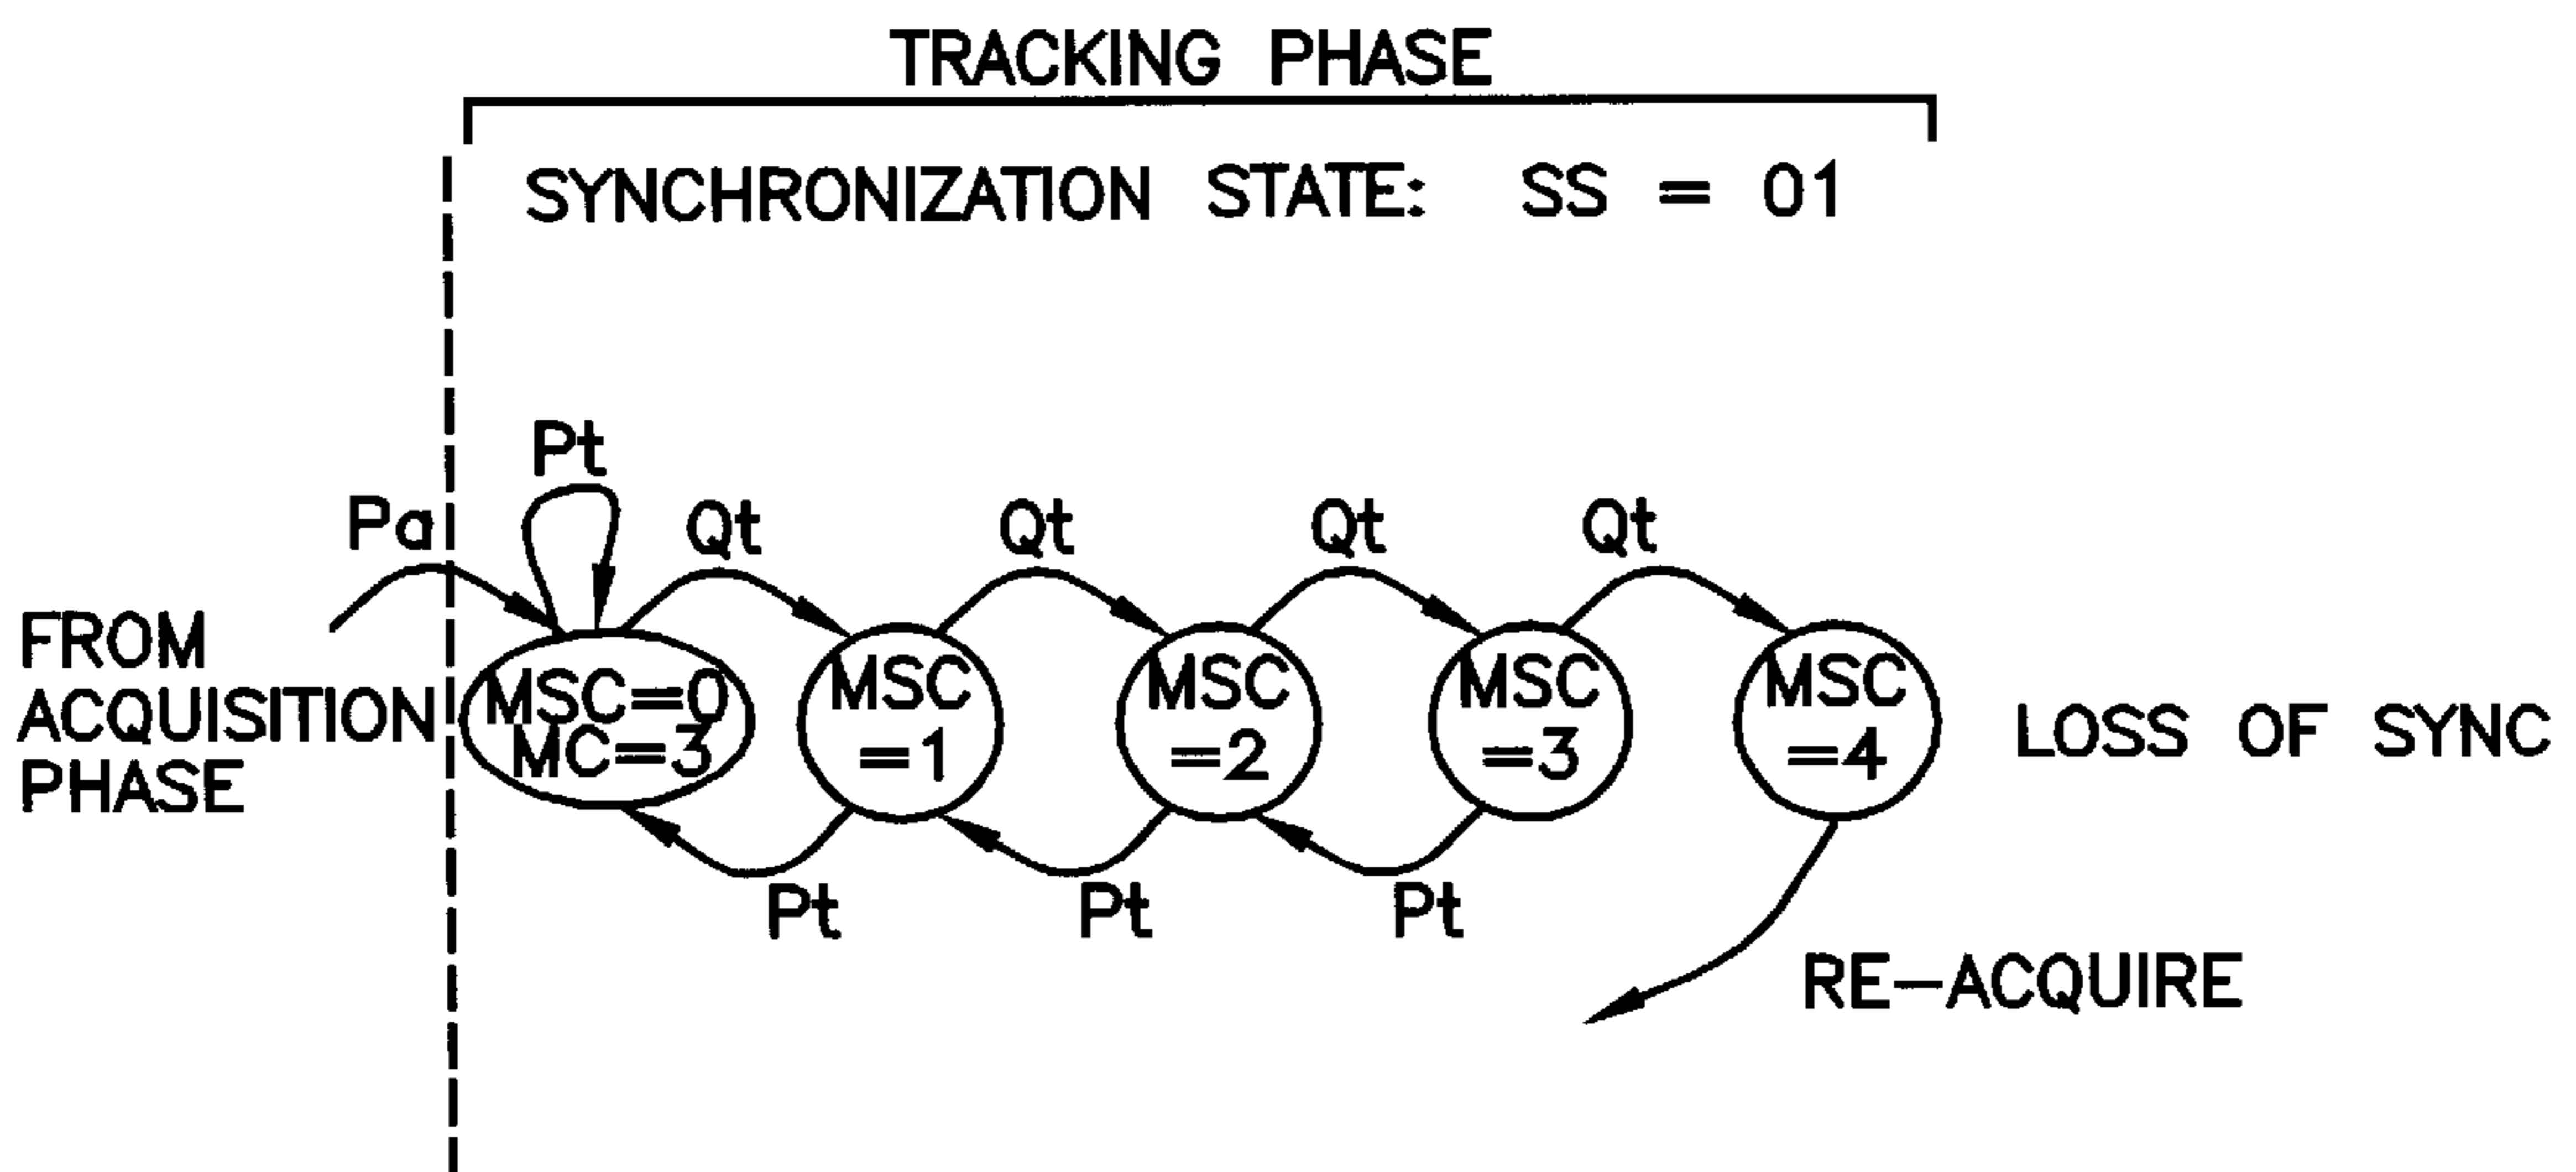 TRACKING PHASE
SYNCHRONIZATION STATE: SS = 01
Pt
Pa
Qt
Qt
Qt
Qt
FROM
ACQUISITION
PHASE
MSC=0
MC=3
MSC
=1
MSC
=2
MSC
=3
MSC
=4
LOSS OF SYNC
Pt
Pt
Pt
RE-ACQUIRE